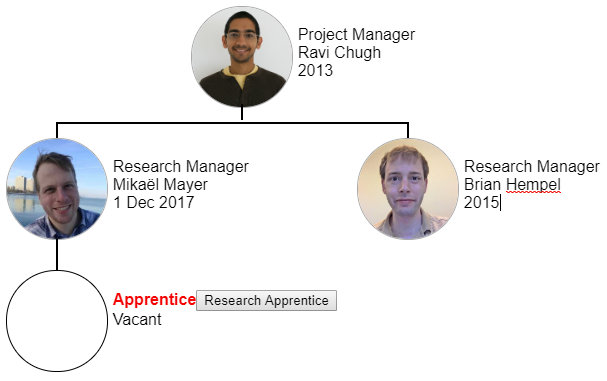 Project Manager
Ravi Chugh
2013
Research Manager
Mikaël Mayer
1 Dec 2017
Research Manager
Brian Hempel
2015
Apprentice Research Apprentice
Vacant